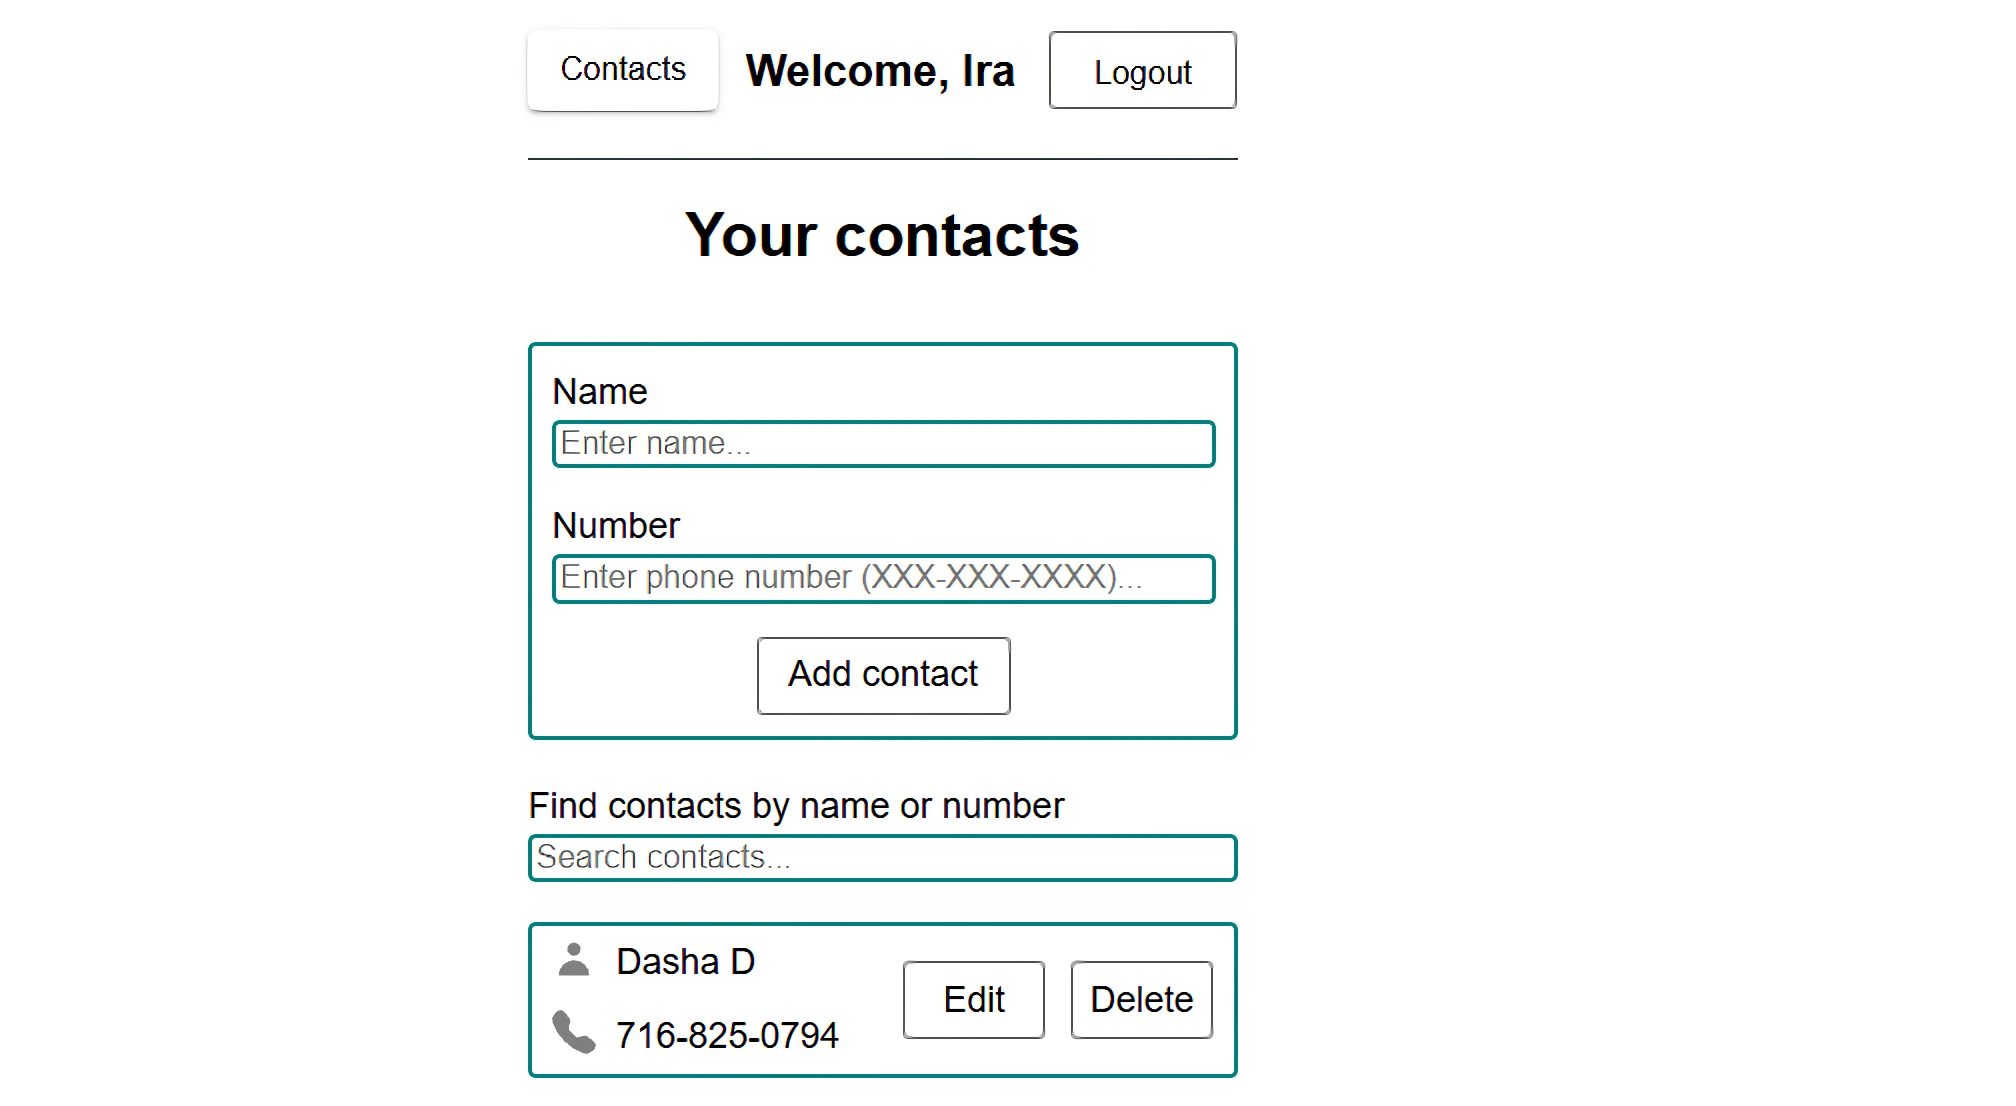 Contacts
Welcome, Ira
Logout
Your contacts
Name
Enter name...
Number
Enter phone number (XXX-XXX-XXXX)...
Add contact
Find contacts by name or number
Search contacts...
Dasha D
716-825-0794
Edit
Delete